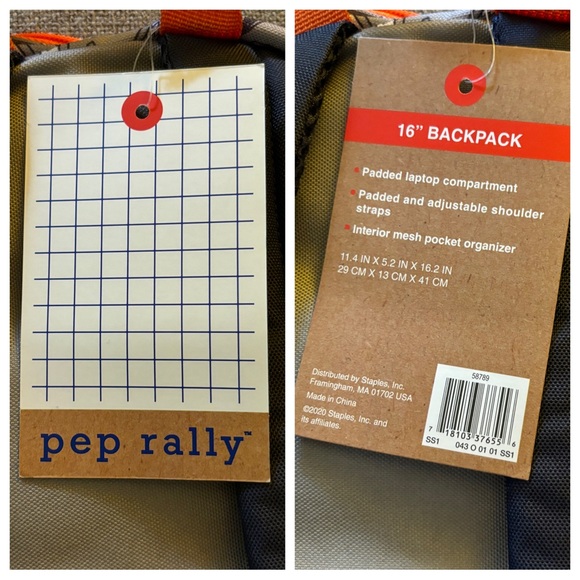 pep rally™
16” BACKPACK
• Padded laptop compartment
• Padded and adjustable shoulder
straps
• Interior mesh pocket organizer
11.4 IN X 5.2 IN X 16.2 IN
29 CM X 13 CM X 41 CM
Distributed by Staples, Inc.
Framingham, MA 01702 USA
Made in China
©2020 Staples, Inc. and
its affiliates.
58789
7 18103 37655 6
SS1 043 O 01 01 SS1